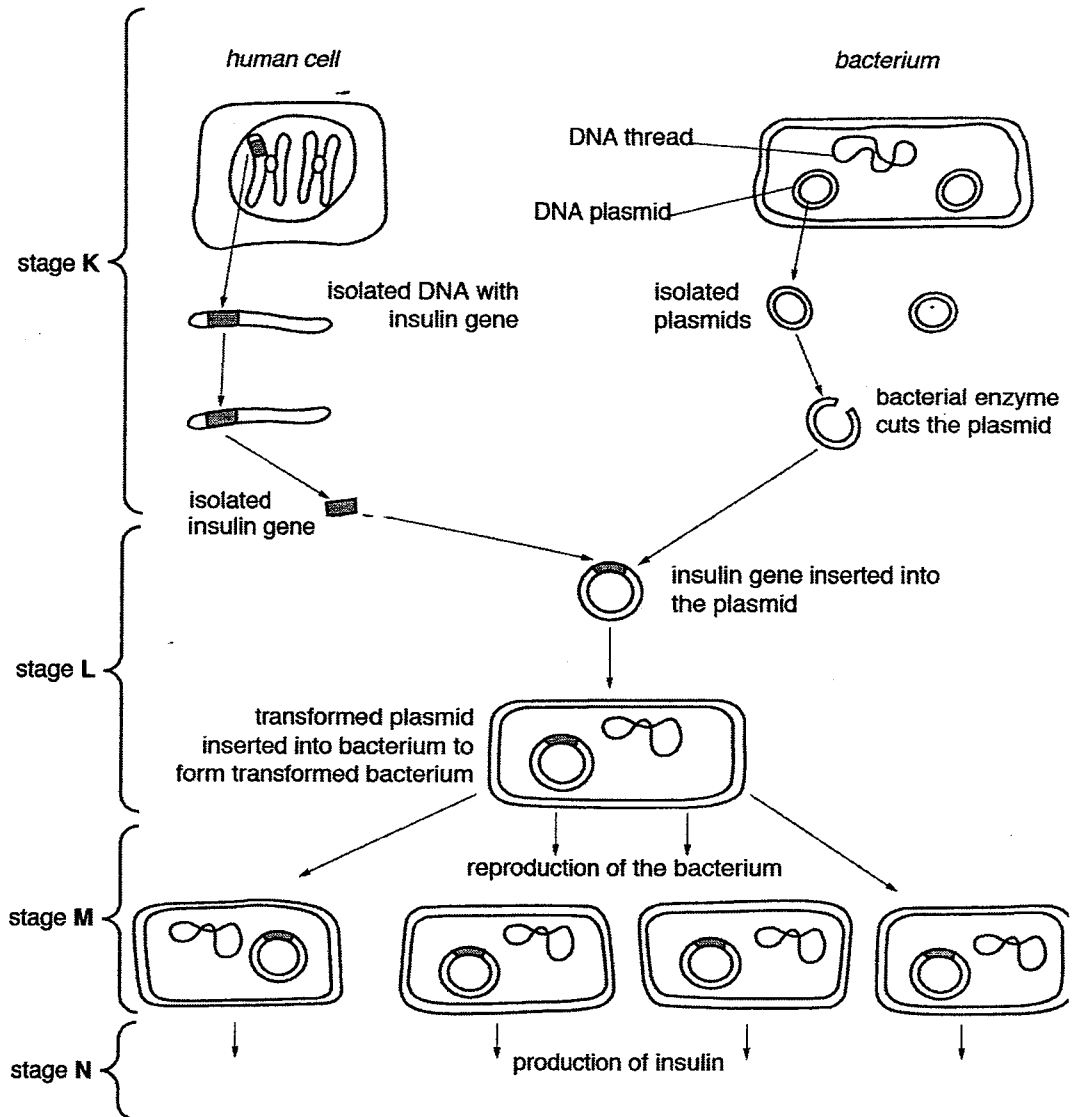 human cell
bacterium
DNA thread
DNA plasmid
stage K
isolated DNA with
insulin gene
isolated
plasmids
bacterial enzyme
cuts the plasmid
isolated
insulin gene
insulin gene inserted into
the plasmid
stage L
transformed plasmid
inserted into bacterium to
form transformed bacterium
reproduction of the bacterium
stage M
production of insulin
stage N